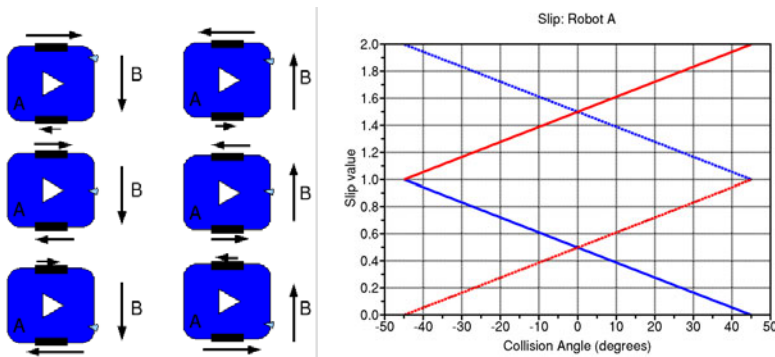 A
B
A
B
A
B
A
B
A
B
A
B
Slip: Robot A
Slip value
2.0
1.8
1.6
1.4
1.2
1.0
0.8
0.6
0.4
0.2
0.0
-50 -40 -30 -20 -10 0 10 20 30 40 50
Collision Angle (degrees)